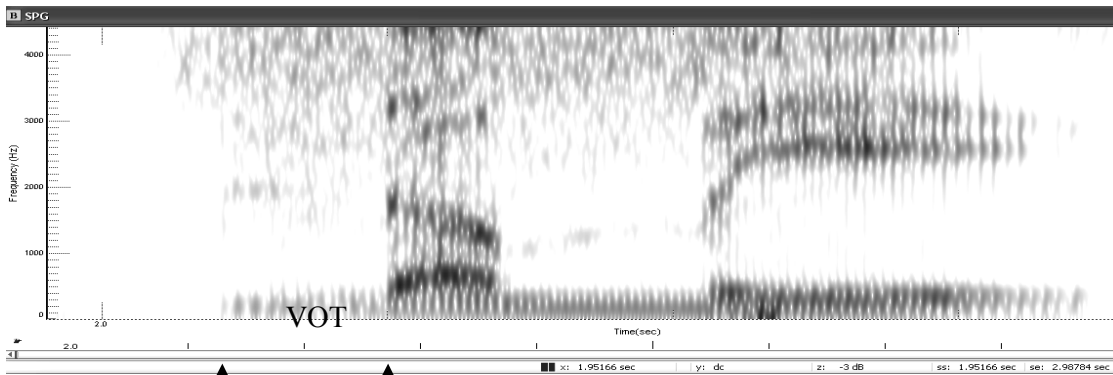 B SPG
4000
3000
2000
1000
0
Frequency (Hz)
VOT
2.0
Time(sec)
2.0
x: 1.95166 sec y: dc z: -3 dB ss: 1.95166 sec se: 2.98784 sec